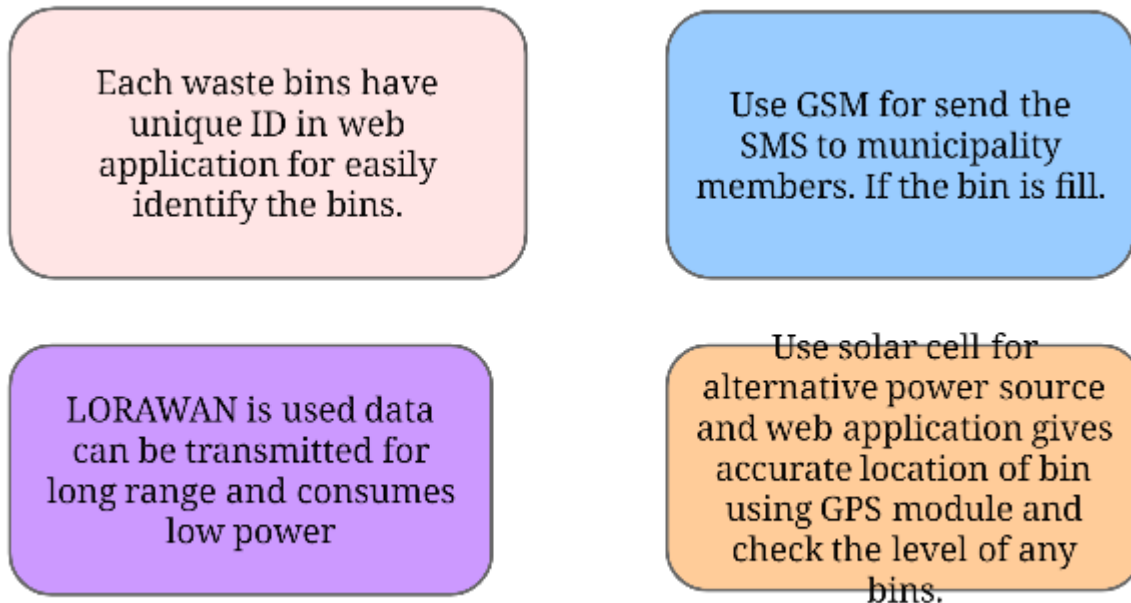 Each waste bins have
unique ID in web
application for easily
identify the bins.
Use GSM for send the
SMS to municipality
members. If the bin is fill.
LORAWAN is used data
can be transmitted for
long range and consumes
low power
Use solar cell for
alternative power source
and web application gives
accurate location of bin
using GPS module and
check the level of any
bins.